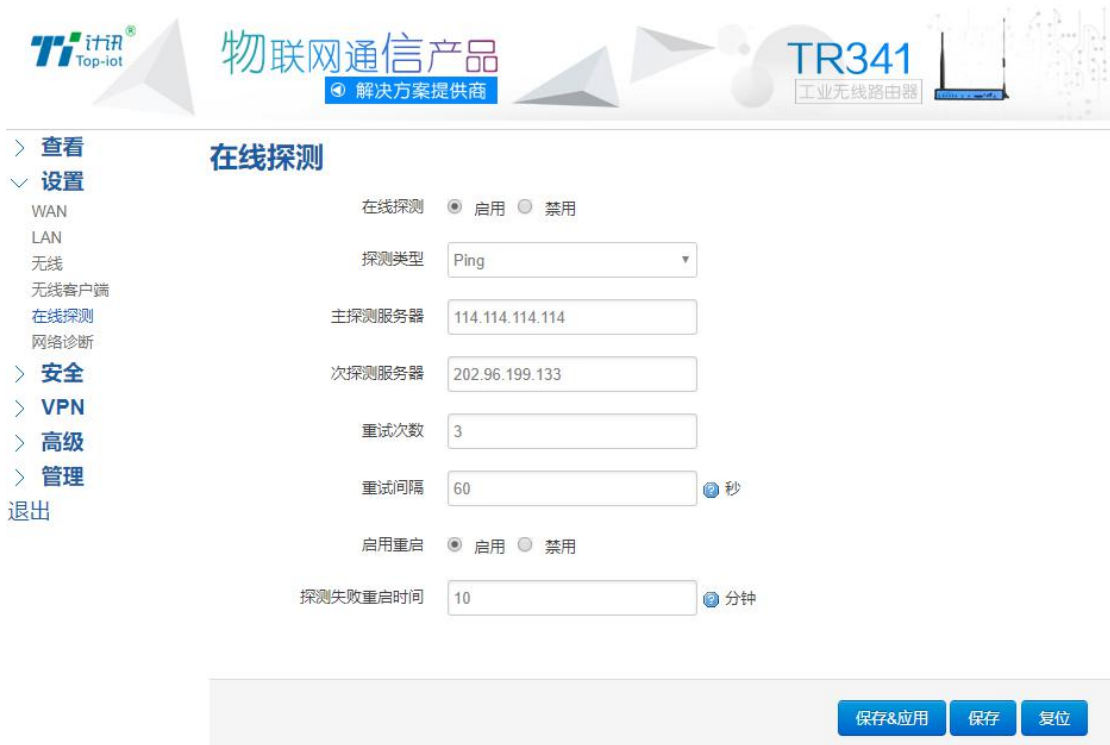 计讯®
Top-iot
物联网通信产品
解决方案提供商
TR341
工业无线路由器
查看
设置
WAN
LAN
无线
无线客户端
在线探测
网络诊断
安全
VPN
高级
管理
退出
在线探测
在线探测 启用 禁用
探测类型 Ping
主探测服务器 114.114.114.114
次探测服务器 202.96.199.133
重试次数 3
重试间隔 60 秒
启用重启 启用 禁用
探测失败重启时间 10 分钟
保存&应用 保存 复位